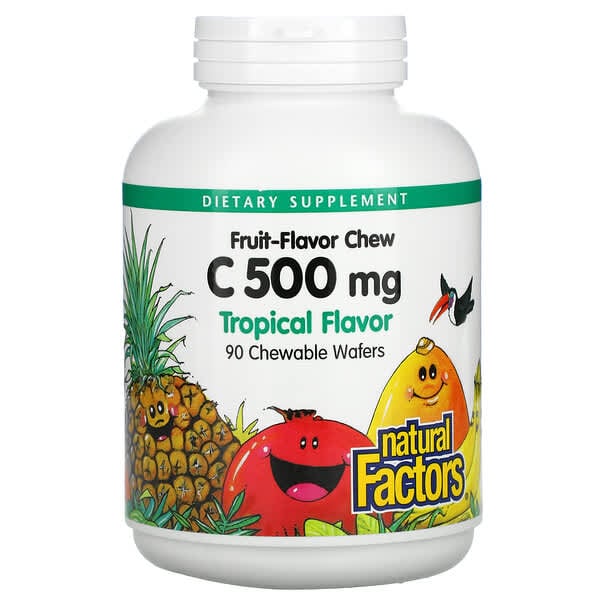 DIETARY SUPPLEMENT
Fruit-Flavor Chew
C 500 mg
Tropical Flavor
90 Chewable Wafers
natural
Factors